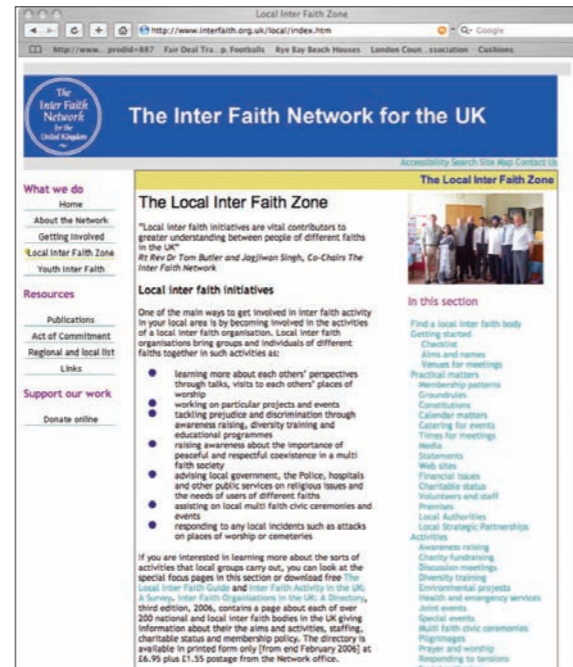 Local Inter Faith Zone
http://www.interfaith.org.uk/local/index.htm
Google
http://www...prodid=887 Fair Deal Tra...p. Footballs Rye Bay Beach Houses London Coun...ssociation Cushions
The
Inter Faith
Network
for the
United Kingdom
The Inter Faith Network for the UK
Accessibility Search Site Map Contact Us
What we do
Home
About the Network
Getting Involved
Local Inter Faith Zone
Youth Inter Faith
Resources
Publications
Act of Commitment
Regional and local list
Links
Support our work
Donate online
The Local Inter Faith Zone
The Local Inter Faith Zone
"Local inter faith initiatives are vital contributors to
greater understanding between people of different faiths
in the UK"
Rt Rev Dr Tom Butler and Jagjiwan Singh, Co-Chairs The
Inter Faith Network
Local inter faith initiatives
One of the main ways to get involved in inter faith activity
in your local area is by becoming involved in the activities
of a local inter faith organisation. Local inter faith
organisations bring groups and individuals of different
faiths together in such activities as:
learning more about each others' perspectives
through talks, visits to each others' places of
worship
working on particular projects and events
tackling prejudice and discrimination through
awareness raising, diversity training and
educational programmes
raising awareness about the importance of
peaceful and respectful coexistence in a multi
faith society
advising local government, the Police, hospitals
and other public services on religious issues and
the needs of users of different faiths
assisting on local multi faith civic ceremonies and
events
responding to any local incidents such as attacks
on places of worship or cemeteries
If you are interested in learning more about the sorts of
activities that local groups carry out, you can look at the
special focus pages in this section or download free The
Local Inter Faith Guide and Inter Faith Activity in the UK:
A Survey. Inter Faith Organisations in the UK: A Directory,
third edition, 2006, contains a page about each of over
200 national and local inter faith bodies in the UK giving
information about their the aims and activities, staffing,
charitable status and membership policy. The directory is
available in printed form only [from end February 2006] at
£6.95 plus £1.55 postage from the Network office.
In this section
Find a local inter faith body
Getting started
Checklist
Aims and names
Venues for meetings
Practical matters
Membership patterns
Groundrules
Constitutions
Calendar matters
Catering for events
Times for meetings
Media
Statements
Web sites
Financial issues
Charitable status
Volunteers and staff
Premises
Local Authorities
Local Strategic Partnerships
Activities
Awareness raising
Charity fundraising
Discussion meetings
Diversity training
Environmental projects
Health and emergency services
Joint events
Special events
Multi faith civic ceremonies
Pilgrimages
Prayer and worship
Responding to tensions